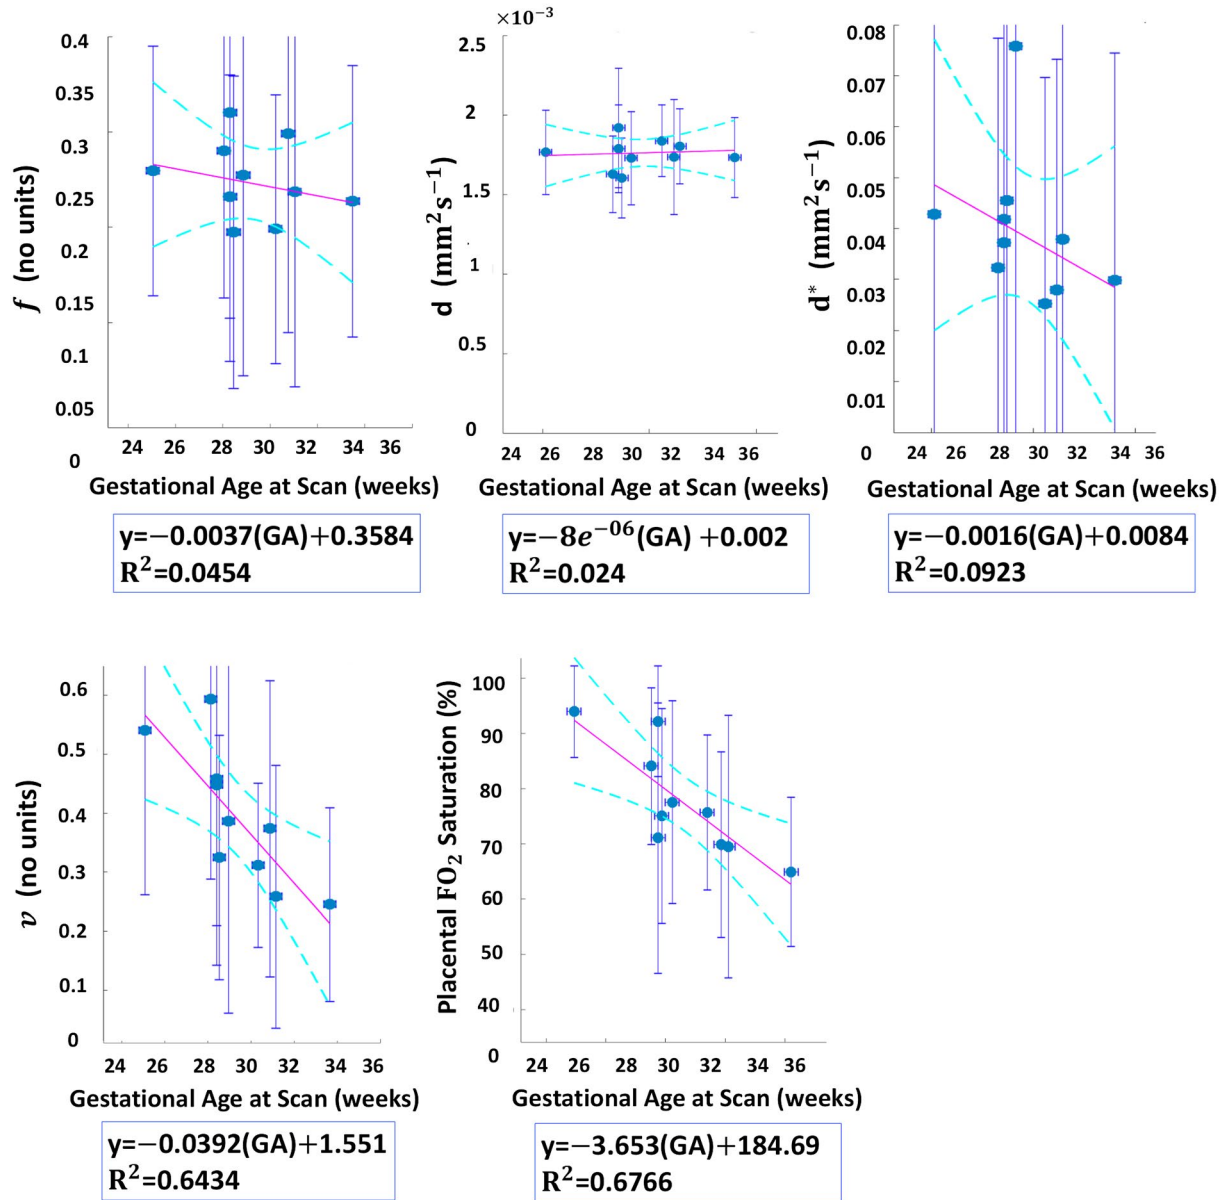 0.4
0.35
0.3
0.25
0.2
0.15
0.1
0.05
0
f (no units)
24 26 28 30 32 34 36
Gestational Age at Scan (weeks)
y=−0.0037(GA)+0.3584
R²=0.0454
×10⁻³
2.5
2
1.5
1
0.5
0
d (mm²s⁻¹)
24 26 28 30 32 34 36
Gestational Age at Scan (weeks)
y=−8e⁻⁰⁶(GA) +0.002
R²=0.024
0.08
0.07
0.06
0.05
0.04
0.03
0.02
0.01
0
d* (mm²s⁻¹)
24 26 28 30 32 34 36
Gestational Age at Scan (weeks)
y=−0.0016(GA)+0.0084
R²=0.0923
0.6
0.5
0.4
0.3
0.2
0.1
0
v (no units)
24 26 28 30 32 34 36
Gestational Age at Scan (weeks)
y=−0.0392(GA)+1.551
R²=0.6434
100
90
80
70
60
50
40
0
Placental FO₂ Saturation (%)
24 26 28 30 32 34 36
Gestational Age at Scan (weeks)
y=−3.653(GA)+184.69
R²=0.6766